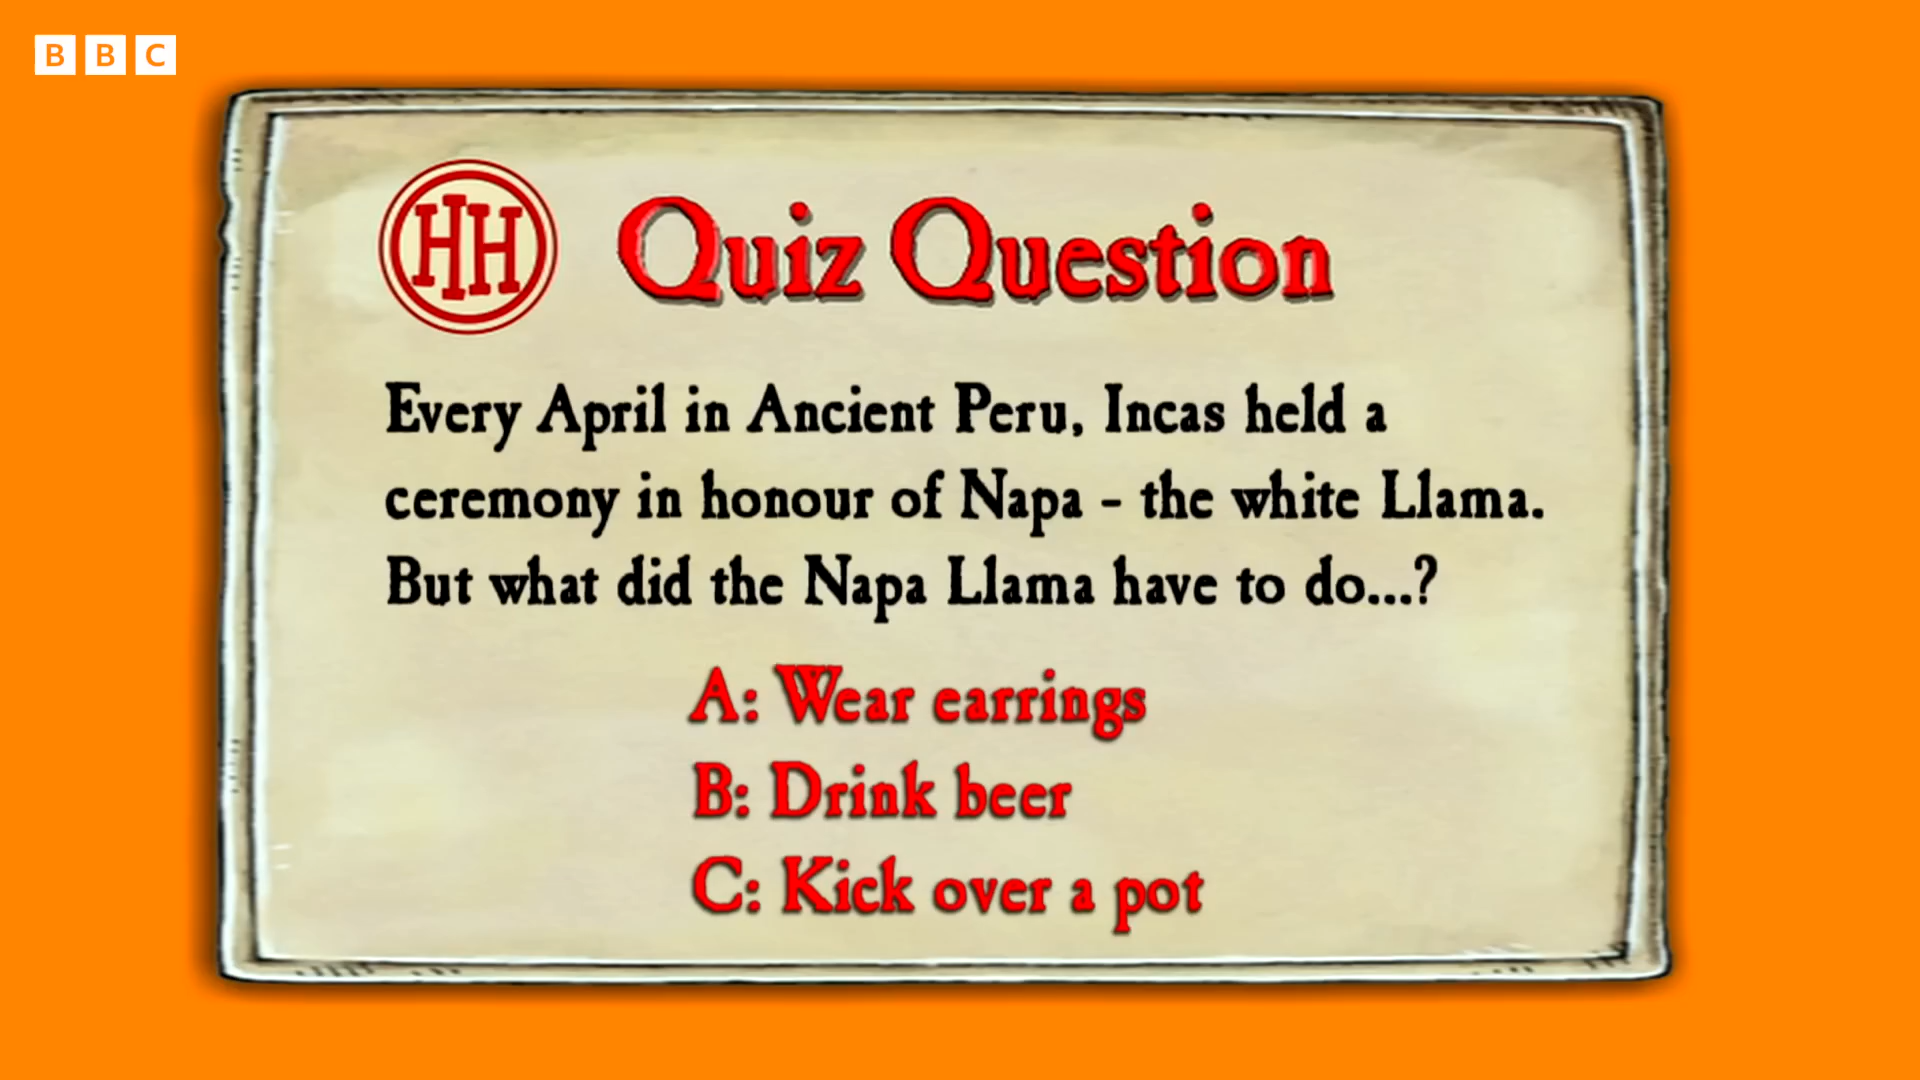 BBC
HH Quiz Question
Every April in Ancient Peru, Incas held a
ceremony in honour of Napa - the white Llama.
But what did the Napa Llama have to do...?
A: Wear earrings
B: Drink beer
C: Kick over a pot